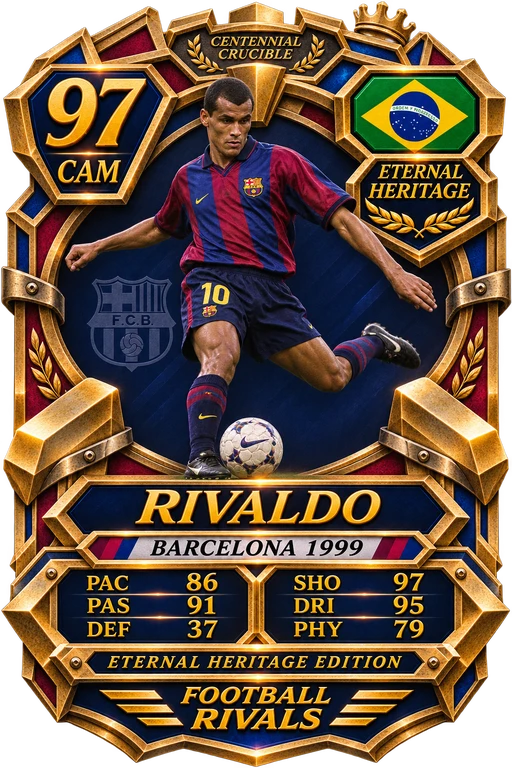 CENTENNIAL
CRUCIBLE
97
CAM
ORDEM E PROGRESSO
ETERNAL
HERITAGE
F.C.B.
10
RIVALDO
BARCELONA 1999
PAC 86
SHO 97
PAS 91
DRI 95
DEF 37
PHY 79
ETERNAL HERITAGE EDITION
FOOTBALL
RIVALS